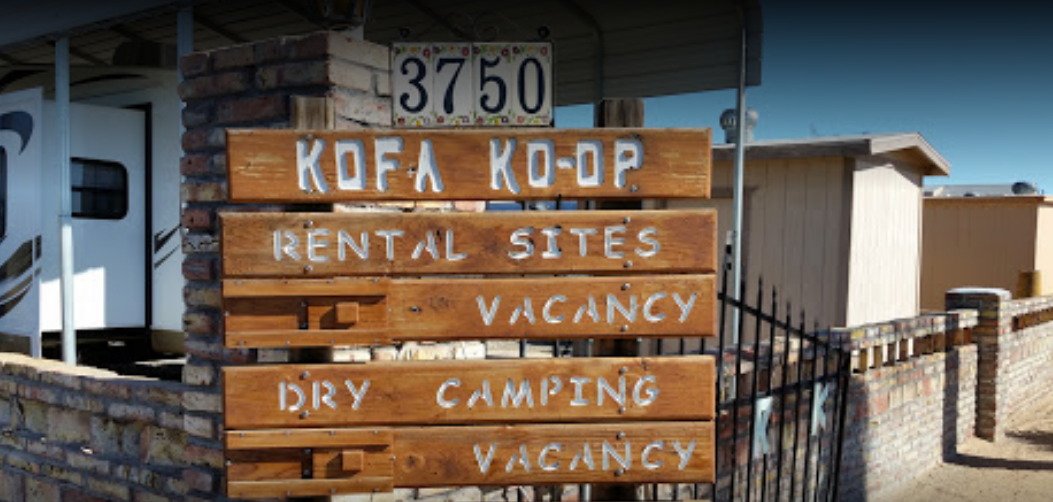 3750
KOFA KO-OP
RENTAL SITES
VACANCY
DRY CAMPING
VACANCY
K K